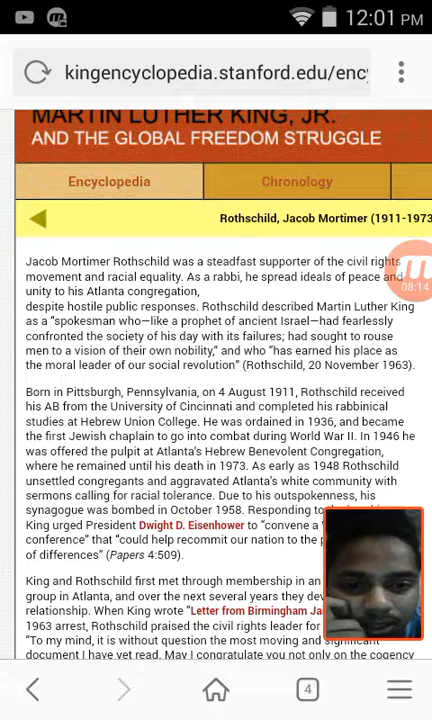 12:01 PM
kingencyclopedia.stanford.edu/ency
MARTIN LUTHER KING, JR.
AND THE GLOBAL FREEDOM STRUGGLE
Encyclopedia
Chronology
Rothschild, Jacob Mortimer (1911-1973
Jacob Mortimer Rothschild was a steadfast supporter of the civil rights
movement and racial equality. As a rabbi, he spread ideals of peace and
unity to his Atlanta congregation,
despite hostile public responses. Rothschild described Martin Luther King
as a “spokesman who—like a prophet of ancient Israel—had fearlessly
confronted the society of his day with its failures; had sought to rouse
men to a vision of their own nobility,” and who “has earned his place as
the moral leader of our social revolution” (Rothschild, 20 November 1963).
08:14
Born in Pittsburgh, Pennsylvania, on 4 August 1911, Rothschild received
his AB from the University of Cincinnati and completed his rabbinical
studies at Hebrew Union College. He was ordained in 1936, and became
the first Jewish chaplain to go into combat during World War II. In 1946 he
was offered the pulpit at Atlanta’s Hebrew Benevolent Congregation,
where he remained until his death in 1973. As early as 1948 Rothschild
unsettled congregants and Atlanta’s white community with
sermons calling for racial tolerance. Due to his outspokenness, his
synagogue was bombed in October 1958. Responding to
King urged President Dwight D. Eisenhower to “convene a
conference” that “could help recommit our nation to the
of differences” (Papers 4:509).
King and Rothschild first met through membership in an
group in Atlanta, and over the next several years they
relationship. When King wrote “Letter from Birmingham
1963 arrest, Rothschild praised the civil rights leader for
“To my mind, it is without question the most moving and significant
document I have yet read. May I congratulate you not only on the cogency
4